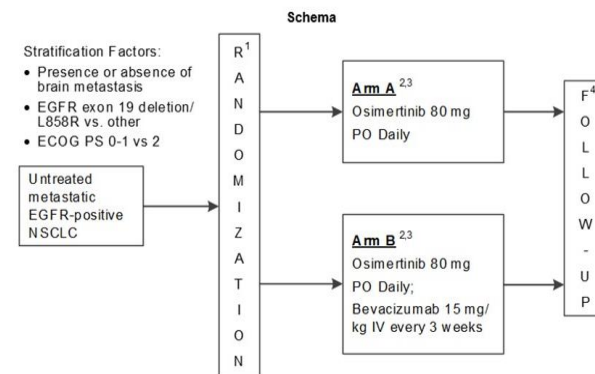 Schema
Stratification Factors:
• Presence or absence of
brain metastasis
• EGFR exon 19 deletion/
L858R vs. other
• ECOG PS 0-1 vs 2
Untreated
metastatic
EGFR-positive
NSCLC
R1
A
N
D
O
M
I
Z
A
T
I
O
N
Arm A 2,3
Osimertinib 80 mg
PO Daily
Arm B 2,3
Osimertinib 80 mg
PO Daily;
Bevacizumab 15 mg/
kg IV every 3 weeks
F4
O
L
L
O
W
-
U
P